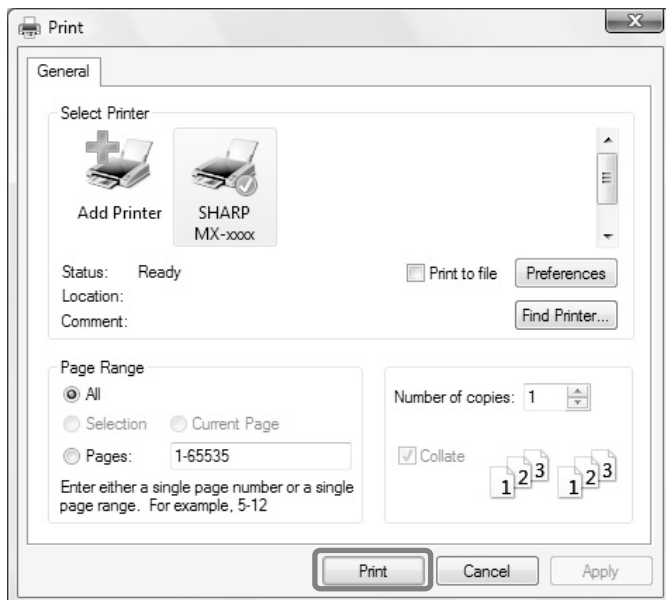 Print
X
General
Select Printer
Add Printer
SHARP
MX-xxxx
Status: Ready
Location:
Comment:
Print to file
Preferences
Find Printer...
Page Range
All
Selection
Current Page
Pages: 1-65535
Enter either a single page number or a single
page range. For example, 5-12
Number of copies: 1
Collate
1 2 3 1 2 3
Print
Cancel
Apply